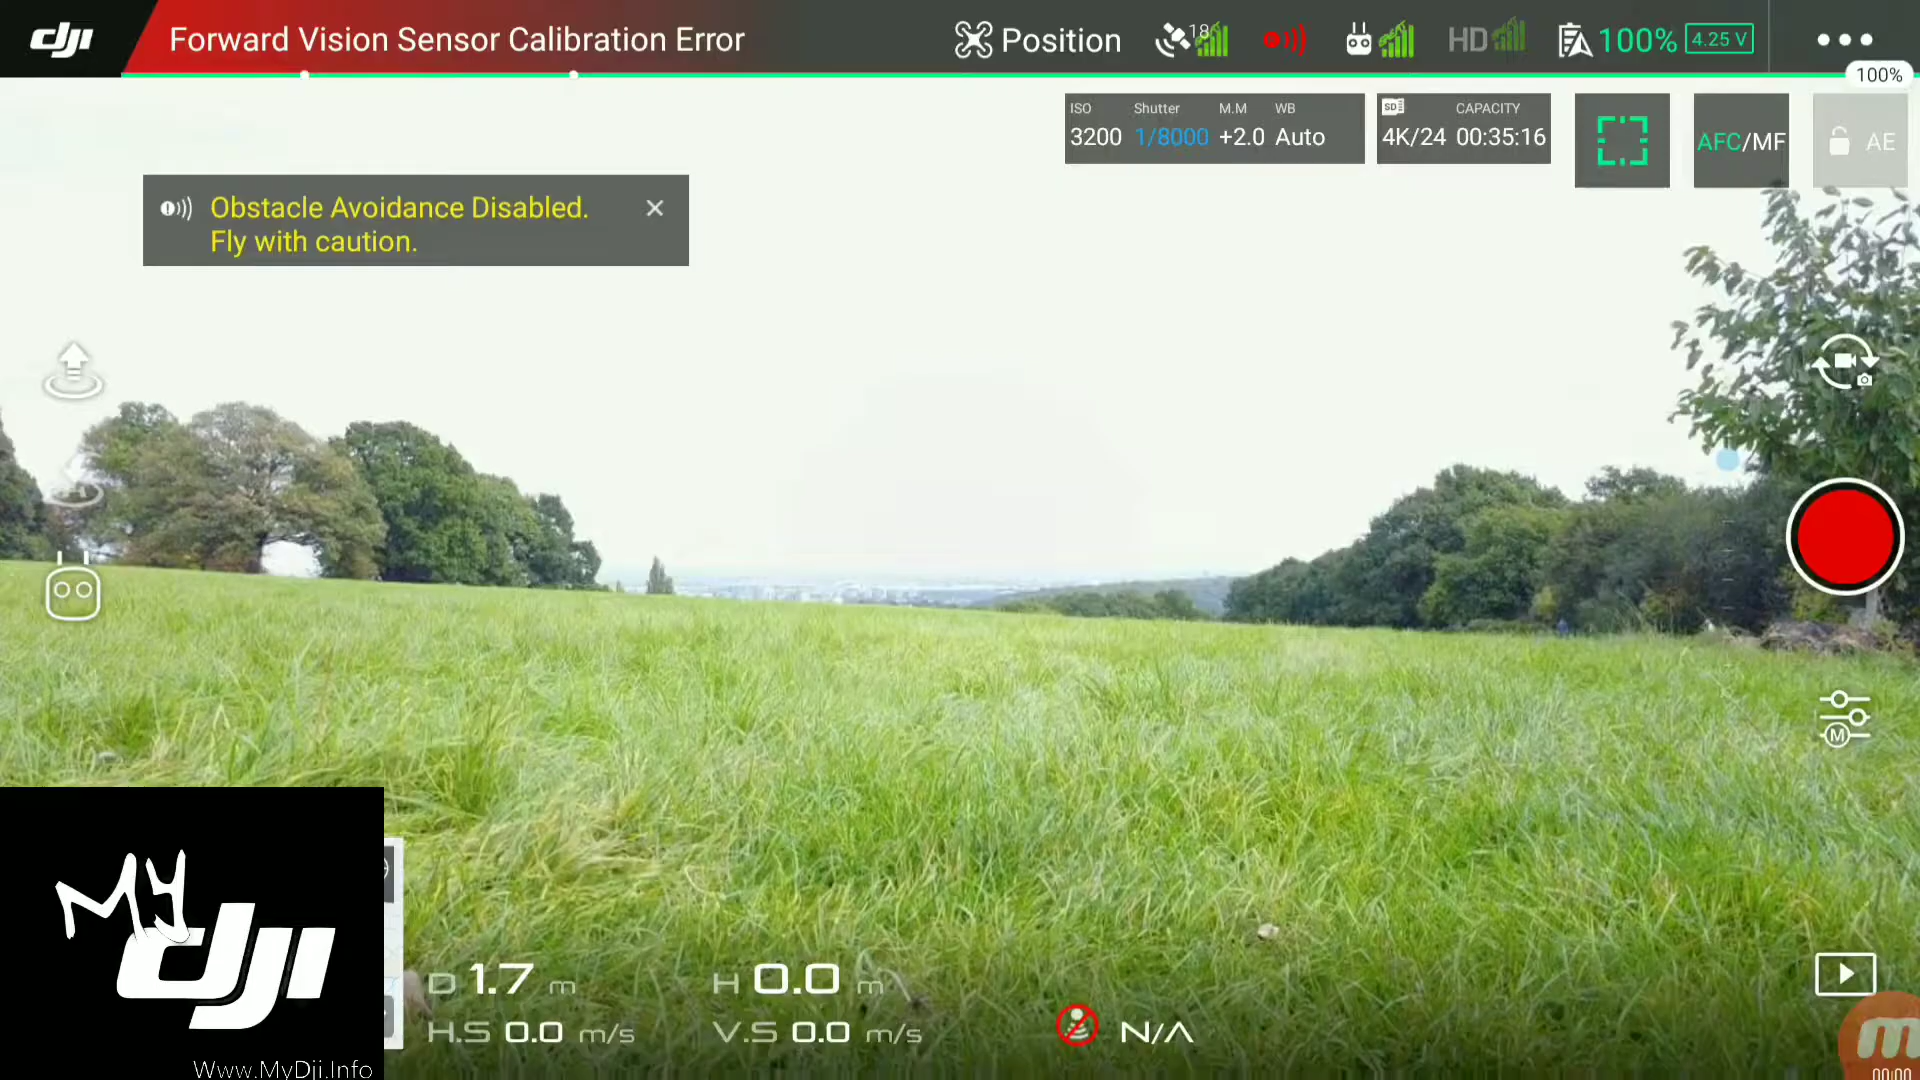 dji
Forward Vision Sensor Calibration Error
Position
18
HD
100%
4.25 V
100%
ISO
Shutter
M.M
WB
3200
1/8000
+2.0
Auto
SD
CAPACITY
4K/24
00:35:16
AFC/MF
AE
Obstacle Avoidance Disabled.
Fly with caution.
M
My
dji
Www.MyDji.Info
D 1.7 m
H 0.0 m
H.S 0.0 m/s
V.S 0.0 m/s
N/A
00:00